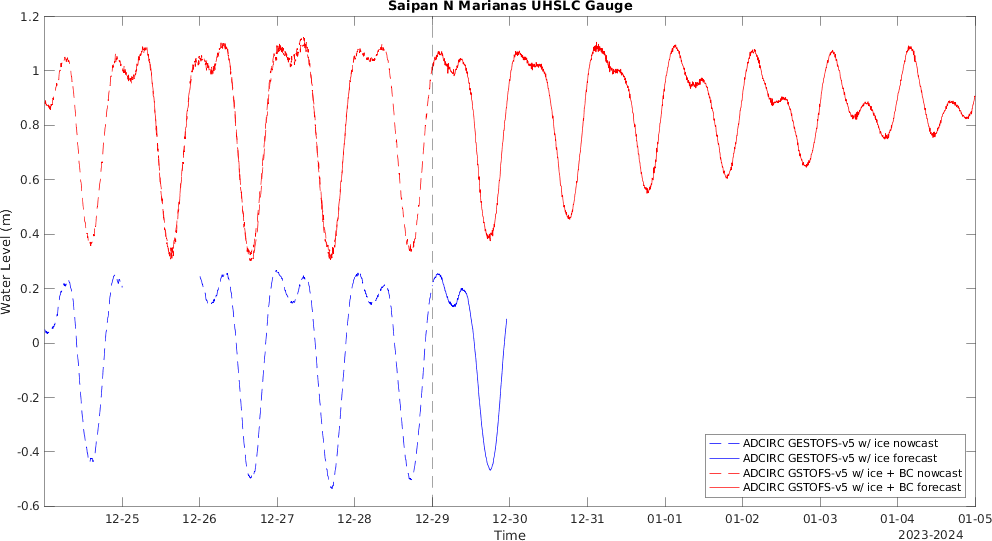 Saipan N Marianas UHSLC Gauge
1.2
1
0.8
0.6
0.4
0.2
0
-0.2
-0.4
-0.6
Water Level (m)
ADCIRC GESTOFS-v5 w/ ice nowcast
ADCIRC GESTOFS-v5 w/ ice forecast
ADCIRC GSTOFS-v5 w/ ice + BC nowcast
ADCIRC GSTOFS-v5 w/ ice + BC forecast
12-25 12-26 12-27 12-28 12-29 12-30 12-31 01-01 01-02 01-03 01-04 01-05
Time
2023-2024